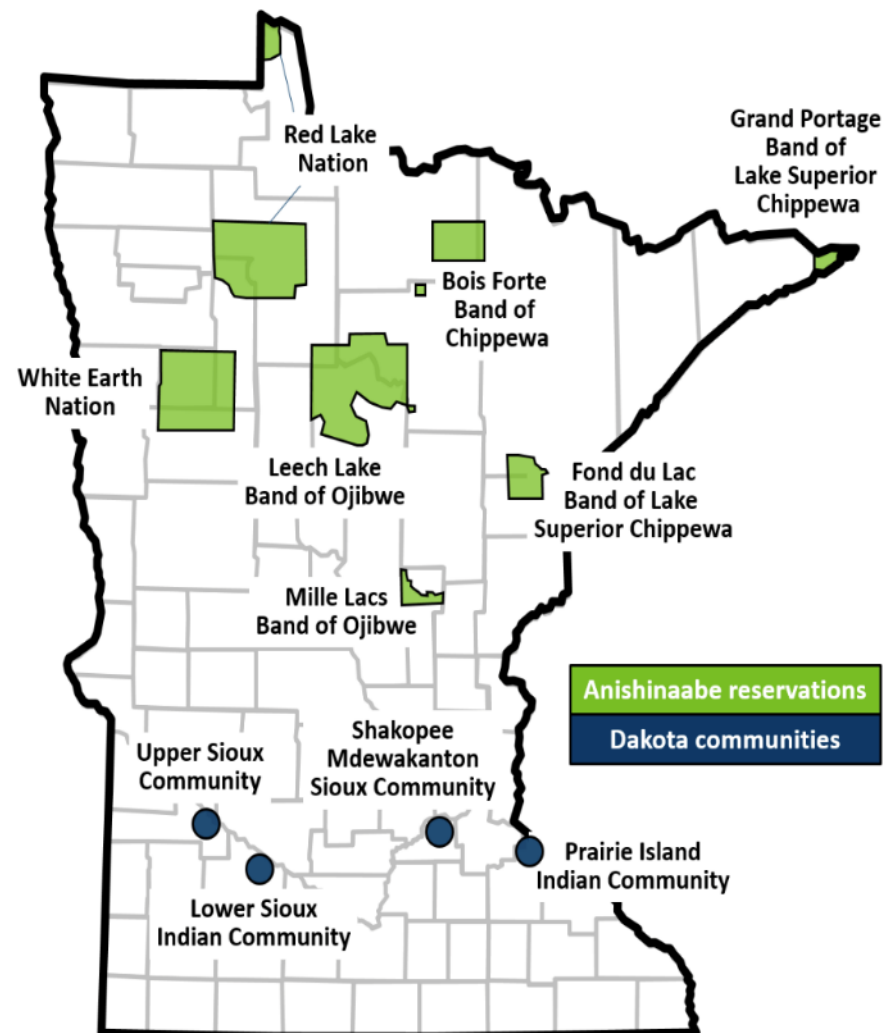 Red Lake
Nation
Grand Portage
Band of
Lake Superior
Chippewa
Bois Forte
Band of
Chippewa
White Earth
Nation
Leech Lake
Band of Ojibwe
Fond du Lac
Band of Lake
Superior Chippewa
Mille Lacs
Band of Ojibwe
Anishinaabe reservations
Dakota communities
Upper Sioux
Community
Shakopee
Mdewakanton
Sioux Community
Prairie Island
Indian Community
Lower Sioux
Indian Community